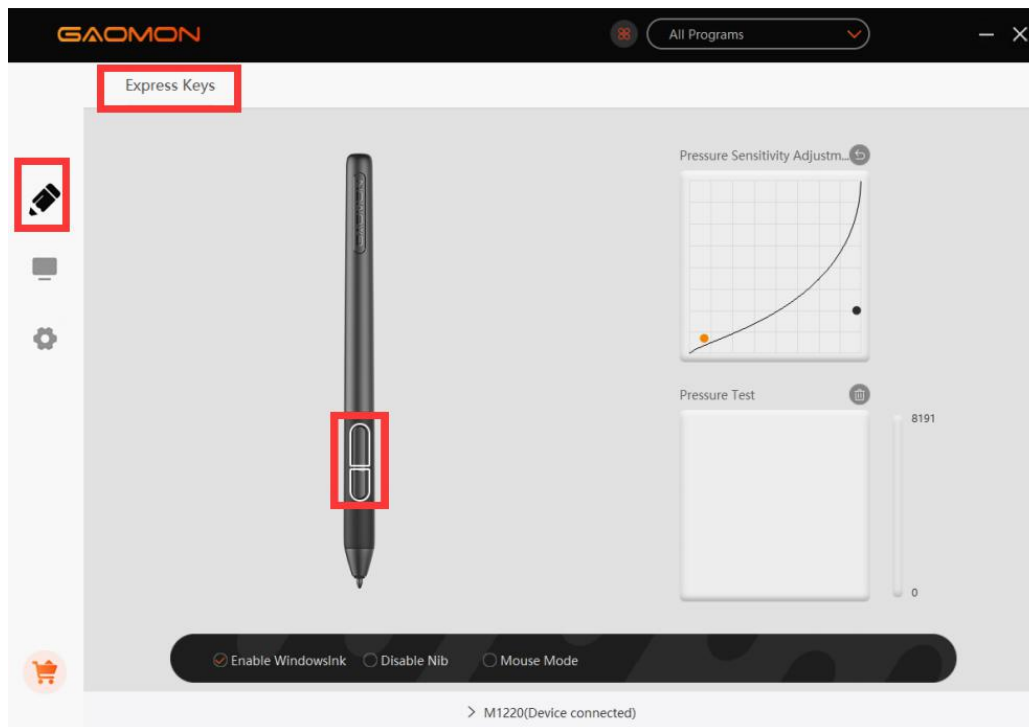 GAOMON
All Programs
Express Keys
Pressure Sensitivity Adjustm...
GAOMON
Pressure Test
8191
0
Enable WindowsInk
Disable Nib
Mouse Mode
> M1220(Device connected)